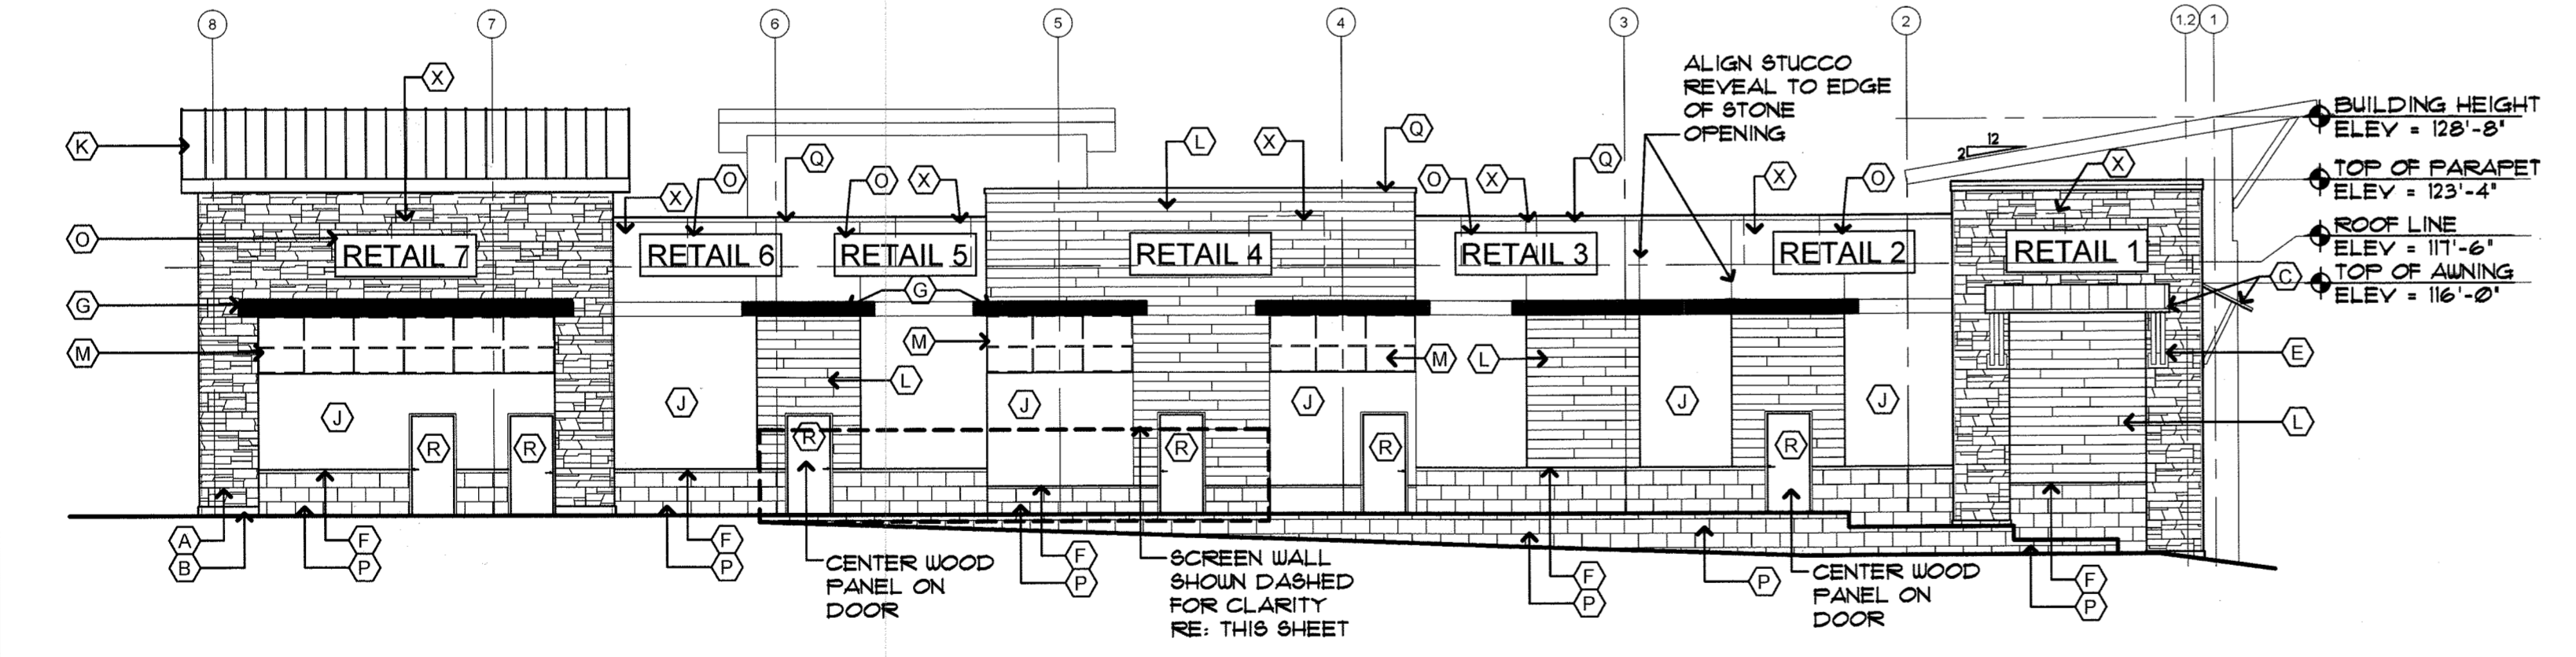 8 7 6 5 4 3 2 1.2 1
ALIGN STUCCO
REVEAL TO EDGE
OF STONE
OPENING
X
BUILDING HEIGHT
ELEV = 128'-8"
K
L X Q
12
2
Q O X O X Q X O X
TOP OF PARAPET
ELEV = 123'-4"
X
O
RETAIL 7
RETAIL 6
RETAIL 5
RETAIL 4
RETAIL 3
RETAIL 2
RETAIL 1
ROOF LINE
ELEV = 117'-6"
TOP OF AWNING
ELEV = 116'-0"
G G C
M M M L E
L
J J J J J J
L
R R R R R R
A F F F F F
B P P P P P P
CENTER WOOD
PANEL ON
DOOR
SCREEN WALL
SHOWN DASHED
FOR CLARITY
RE: THIS SHEET
CENTER WOOD
PANEL ON
DOOR